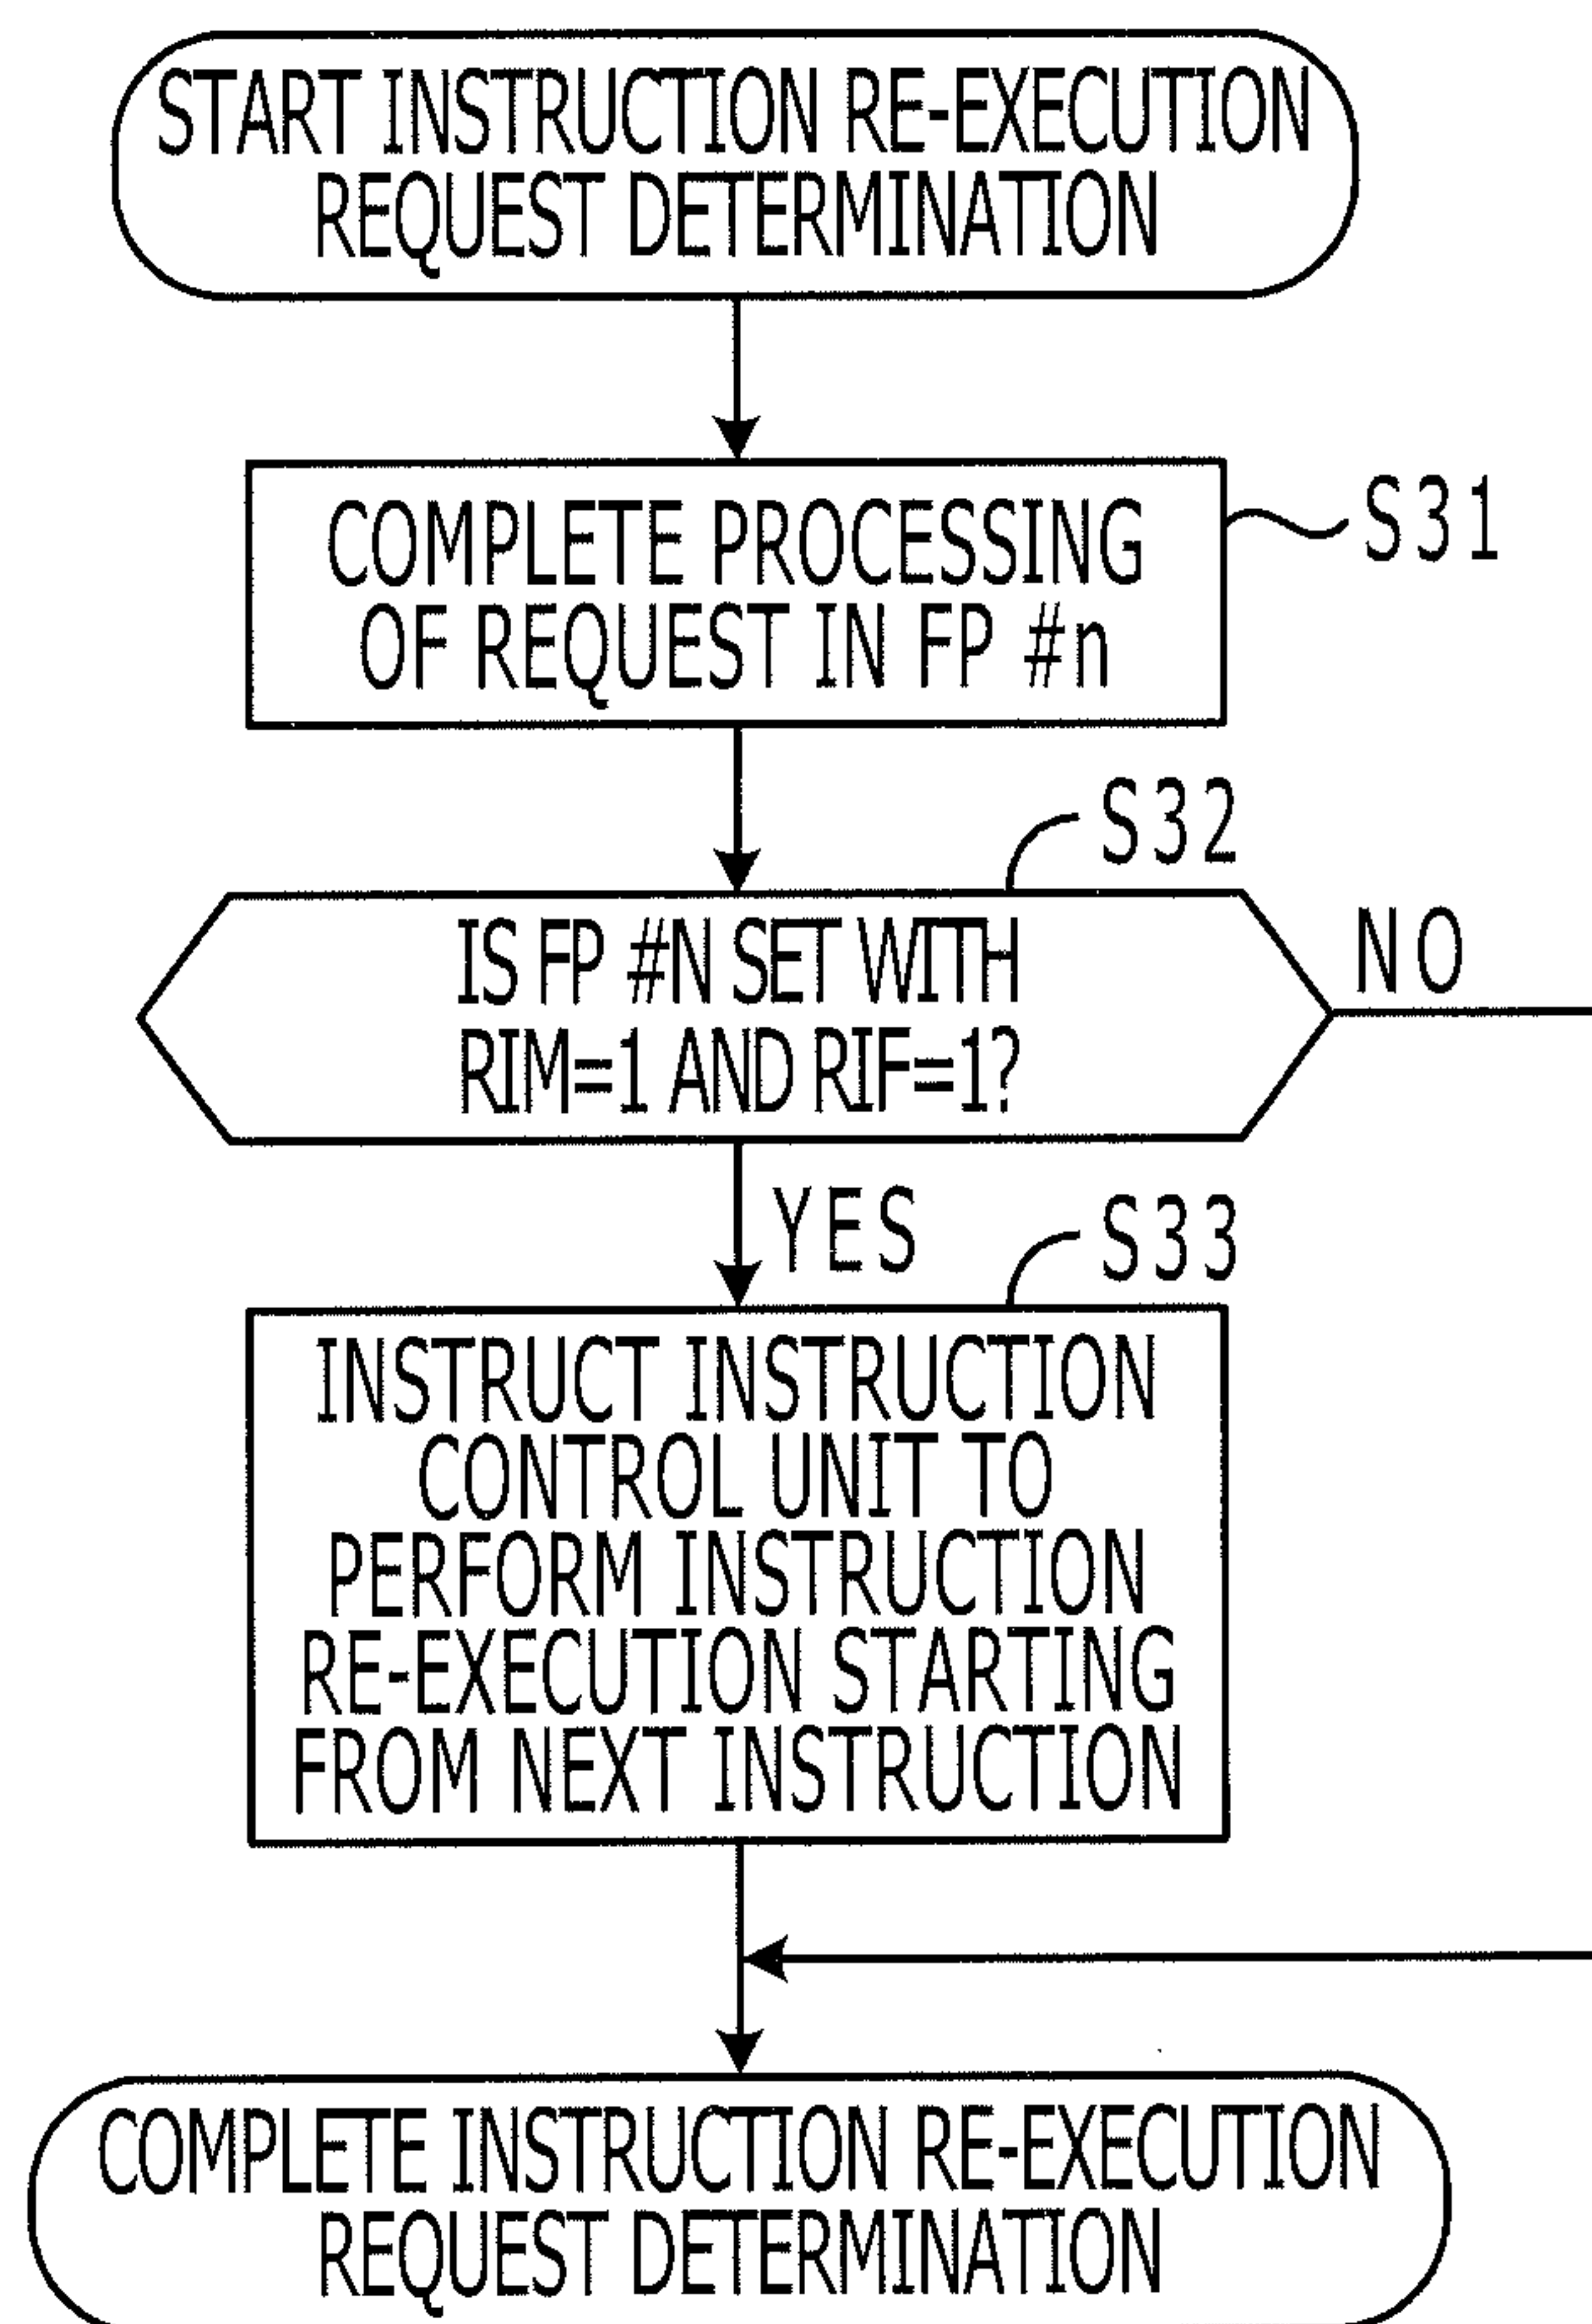 START INSTRUCTION RE-EXECUTION
REQUEST DETERMINATION
COMPLETE PROCESSING
OF REQUEST IN FP #n
S31
S32
IS FP #N SET WITH
RIM=1 AND RIF=1?
NO
YES
S33
INSTRUCT INSTRUCTION
CONTROL UNIT TO
PERFORM INSTRUCTION
RE-EXECUTION STARTING
FROM NEXT INSTRUCTION
COMPLETE INSTRUCTION RE-EXECUTION
REQUEST DETERMINATION